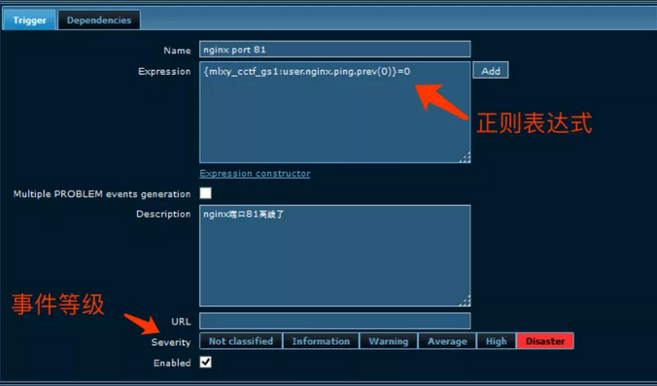 Trigger Dependencies
Name nginx port 81
Expression {mlxy_cctf_gs1:user.nginx.ping.prev(0)}=0 Add
正则表达式
Expression constructor
Multiple PROBLEM events generation
Description nginx端口81离线了
事件等级
URL
Severity Not classified Information Warning Average High Disaster
Enabled